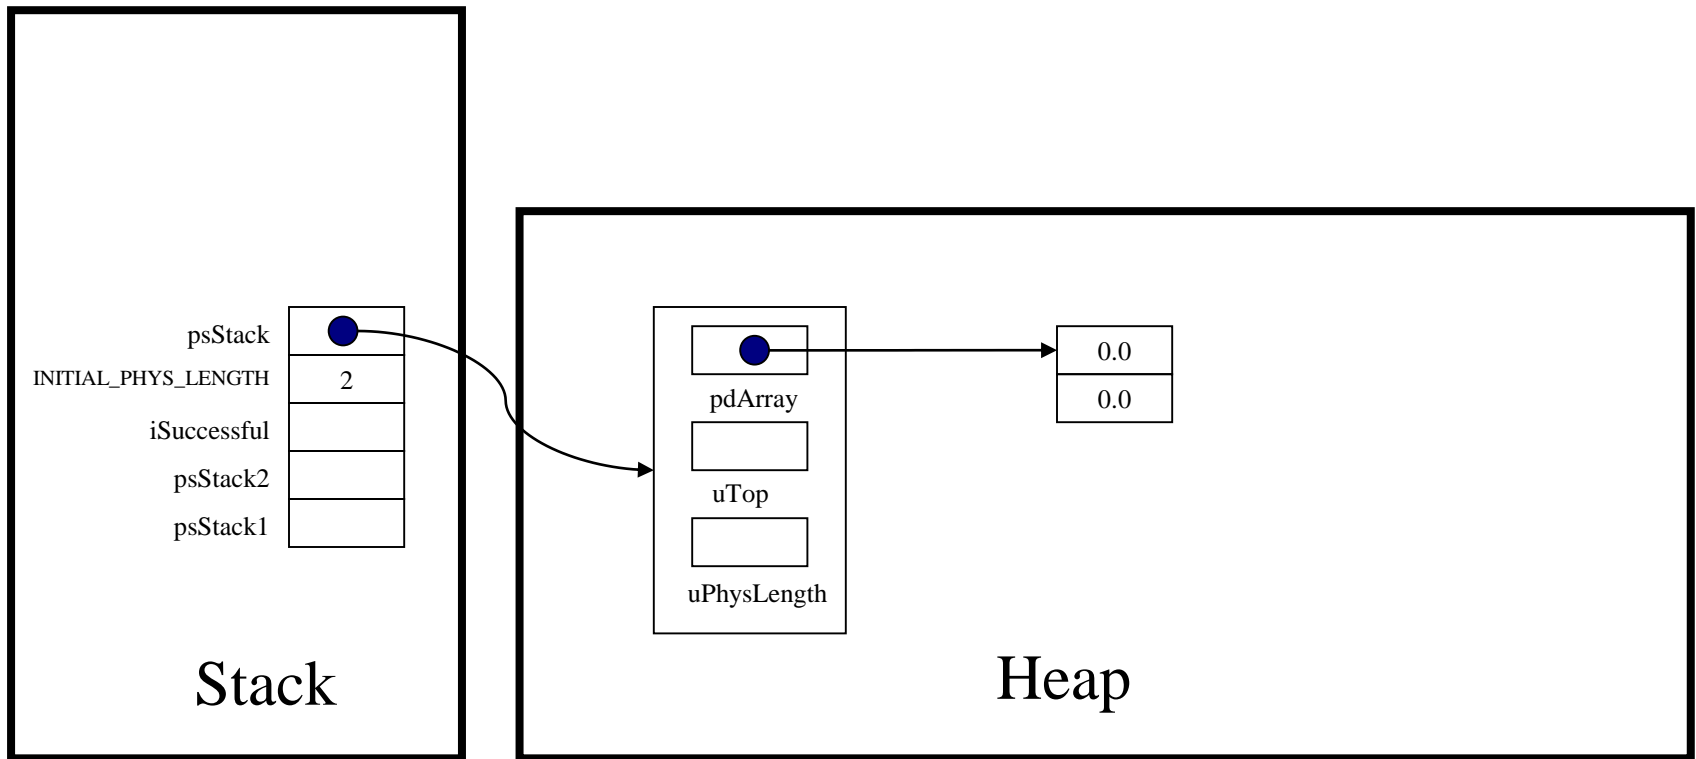 psStack
INITIAL_PHYS_LENGTH 2
iSuccessful
psStack2
psStack1
Stack
pdArray
uTop
uPhysLength
0.0
0.0
Heap